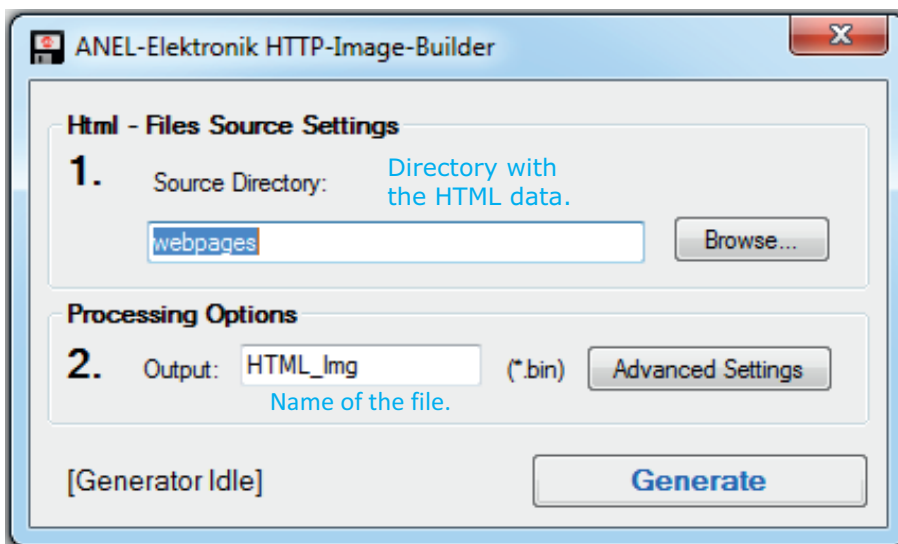 ANEL-Elektronik HTTP-Image-Builder
x
Html - Files Source Settings
1. Source Directory:
Directory with
the HTML data.
webpages
Browse...
Processing Options
2. Output: HTML_Img (*.bin) Advanced Settings
Name of the file.
[Generator Idle] Generate